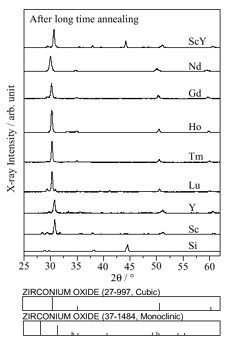 After long time annealing
ScY
Nd
Gd
Ho
Tm
Lu
Y
Sc
Si
X-ray Intensity / arb. unit
25 30 35 40 45 50 55 60
2θ / °
ZIRCONIUM OXIDE (27-997, Cubic)
ZIRCONIUM OXIDE (37-1484, Monoclinic)